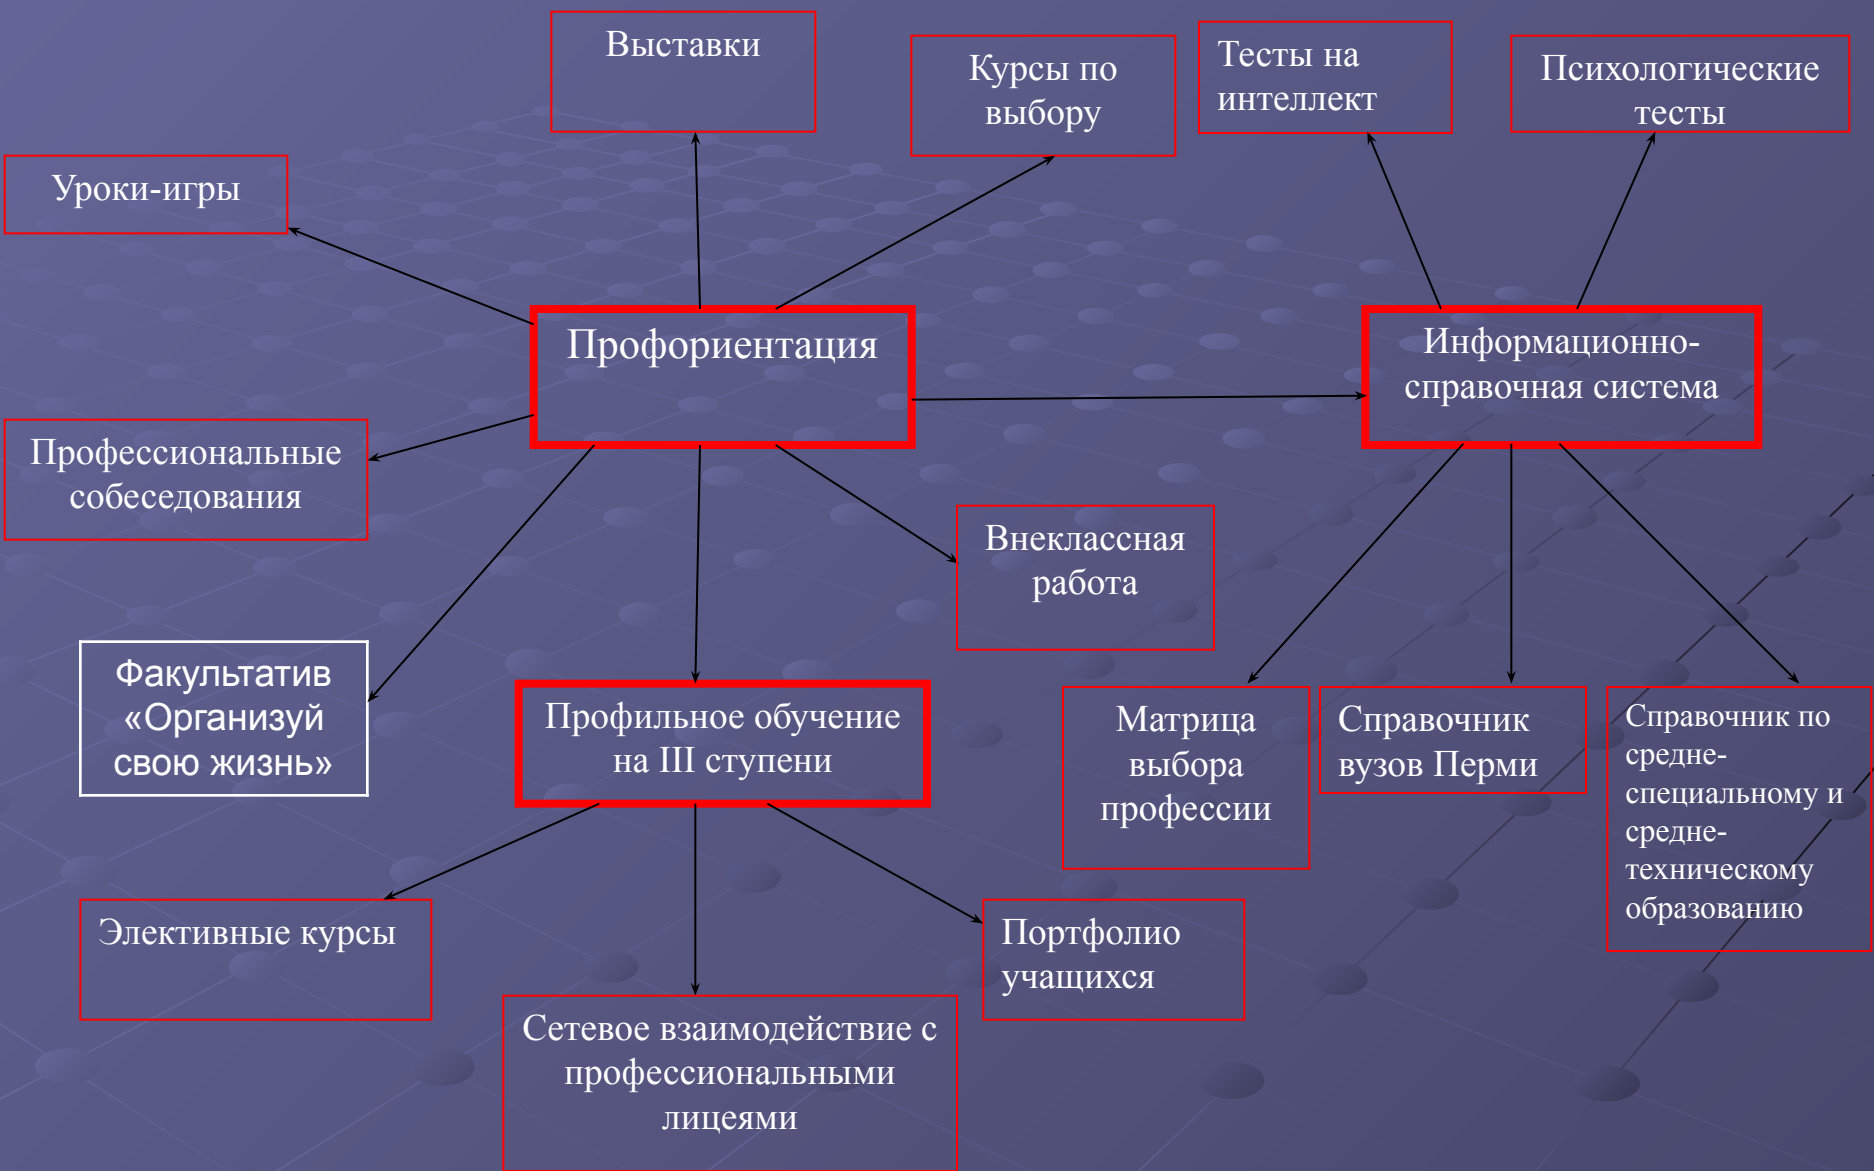 Выставки
Курсы по
выбору
Тесты на
интеллект
Психологические
тесты
Уроки-игры
Профориентация
Информационно-
справочная система
Профессиональные
собеседования
Внеклассная
работа
Факультатив
«Организуй
свою жизнь»
Профильное обучение
на III ступени
Матрица
выбора
профессии
Справочник
вузов Перми
Справочник по
средне-
специальному и
средне-
техническому
образованию
Элективные курсы
Портфолио
учащихся
Сетевое взаимодействие с
профессиональными
лицеями